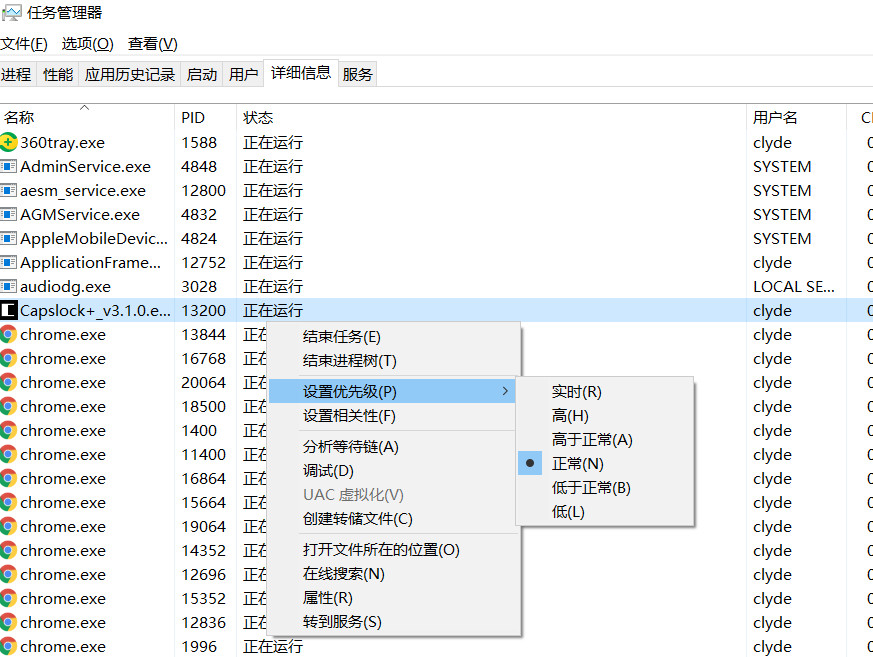 任务管理器
文件(F) 选项(O) 查看(V)
进程 性能 应用历史记录 启动 用户 详细信息 服务
名称 PID 状态 用户名
360tray.exe 1588 正在运行 clyde 0
AdminService.exe 4848 正在运行 SYSTEM 0
aesm_service.exe 12800 正在运行 SYSTEM 0
AGMService.exe 4832 正在运行 SYSTEM 0
AppleMobileDevic... 4824 正在运行 SYSTEM 0
ApplicationFrame... 12752 正在运行 clyde 0
audiodg.exe 3028 正在运行 LOCAL SE... 0
Capslock+_v3.1.0.e... 13200 正在运行 clyde 0
chrome.exe 13844 正在 clyde 0
chrome.exe 16768 正在 clyde 0
chrome.exe 20064 正在 clyde 0
chrome.exe 18500 正在 clyde 0
chrome.exe 1400 正在 clyde 0
chrome.exe 11400 正在 clyde 0
chrome.exe 16864 正在 clyde 0
chrome.exe 15664 正在 clyde 0
chrome.exe 19064 正在 clyde 0
chrome.exe 14352 正在 clyde 0
chrome.exe 12696 正在 clyde 0
chrome.exe 15352 正在 clyde 0
chrome.exe 12836 正在 clyde 0
chrome.exe 1996 正在运行 clyde 0
结束任务(E)
结束进程树(T)
设置优先级(P)
设置相关性(F)
分析等待链(A)
调试(D)
UAC 虚拟化(V)
创建转储文件(C)
打开文件所在的位置(O)
在线搜索(N)
属性(R)
转到服务(S)
实时(R)
高(H)
高于正常(A)
正常(N)
低于正常(B)
低(L)